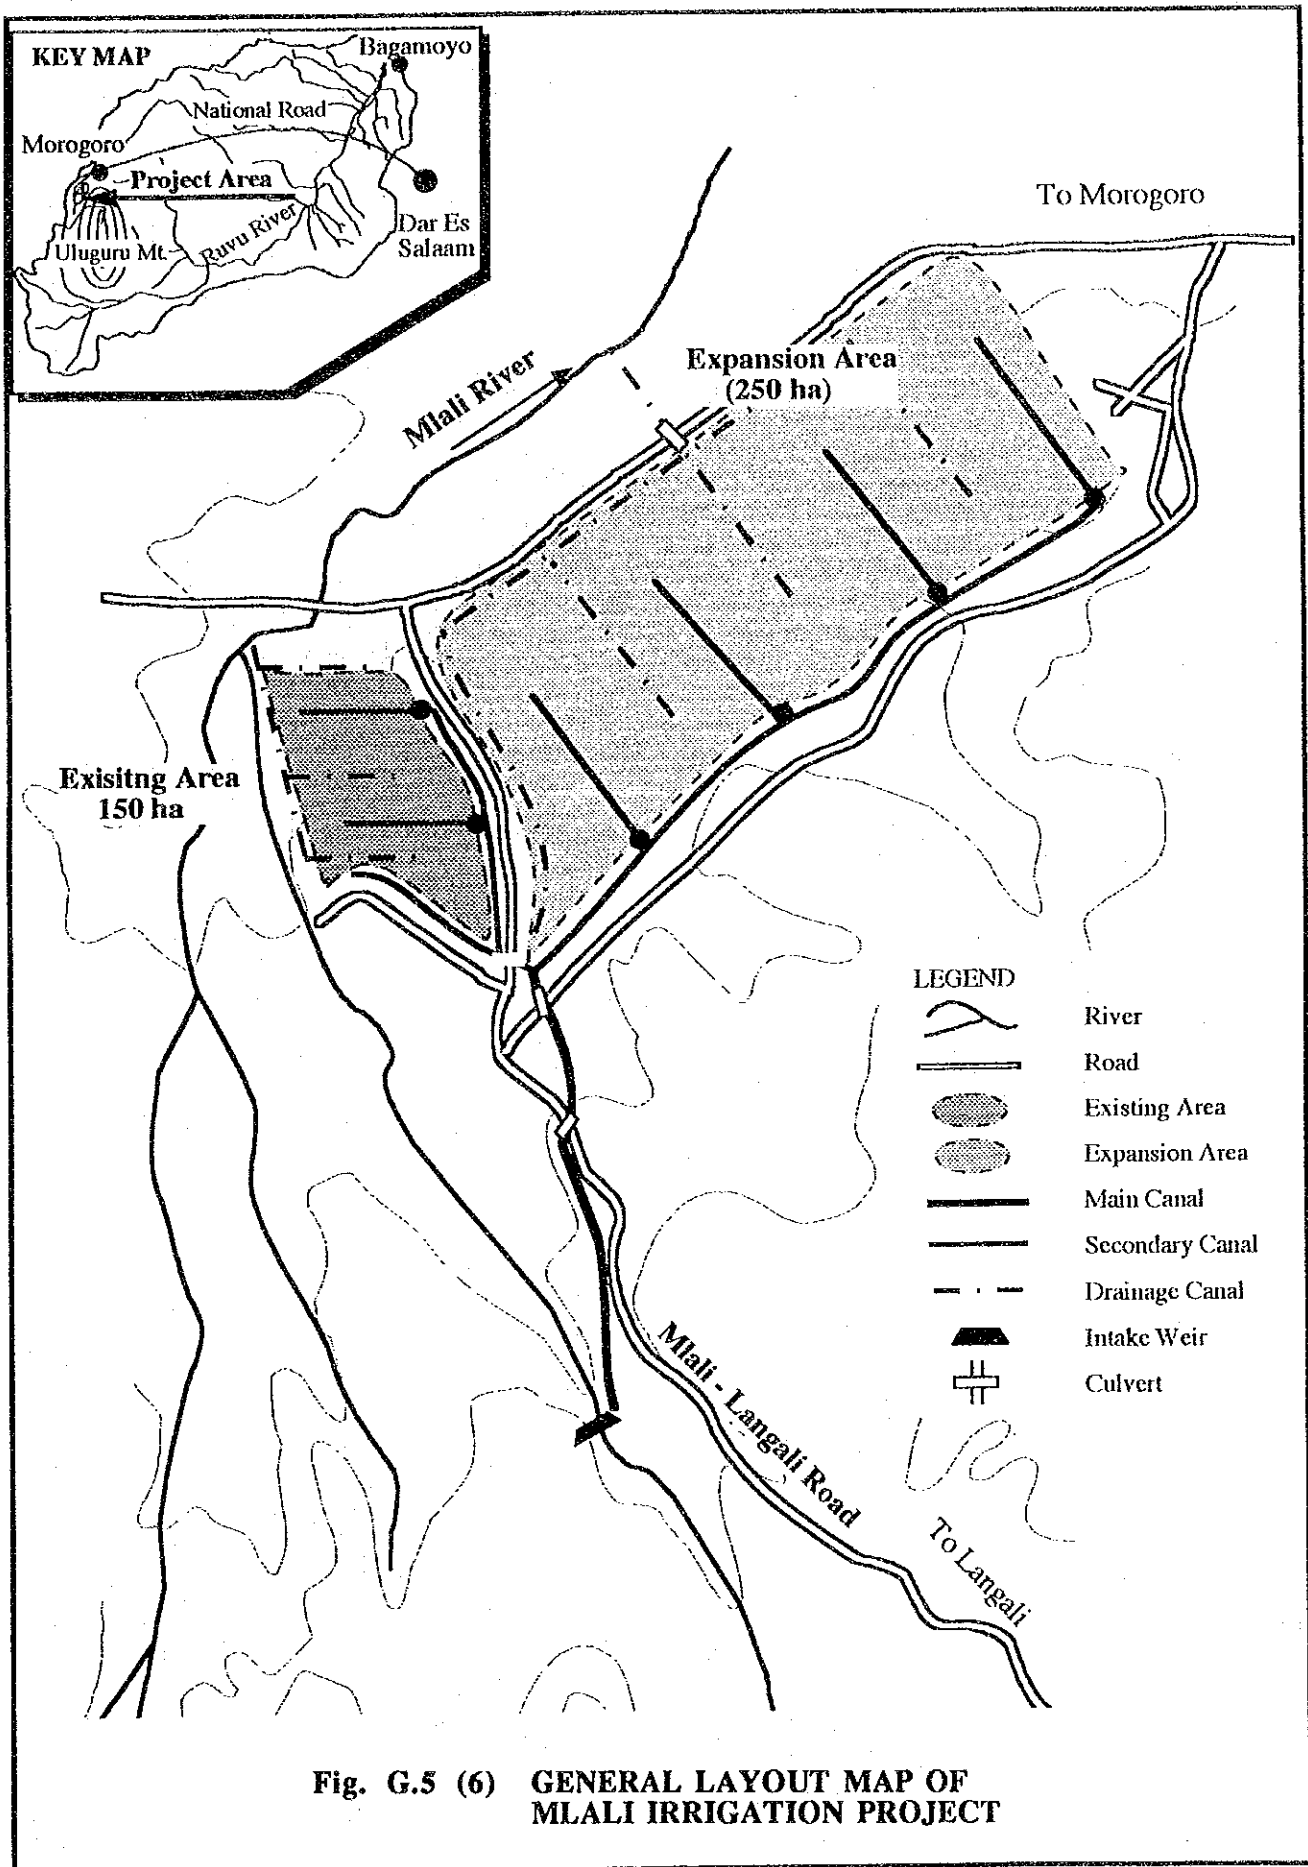 KEY MAP
Bagamoyo
National Road
Morogoro
Project Area
Dar Es
Salaam
Ruvu River
Uluguru Mt.
To Morogoro
Mlali River
Expansion Area
(250 ha)
Exisitng Area
150 ha
LEGEND
River
Road
Existing Area
Expansion Area
Main Canal
Secondary Canal
Drainage Canal
Intake Weir
Culvert
Mlali - Langali Road
To Langali
Fig. G.5 (6) GENERAL LAYOUT MAP OF
MLALI IRRIGATION PROJECT